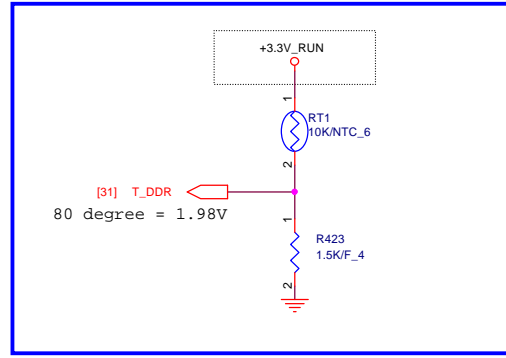 +3.3V_RUN
1
RT1
10K/NTC_6
2
[31] T_DDR
80 degree = 1.98V
1
R423
1.5K/F_4
2